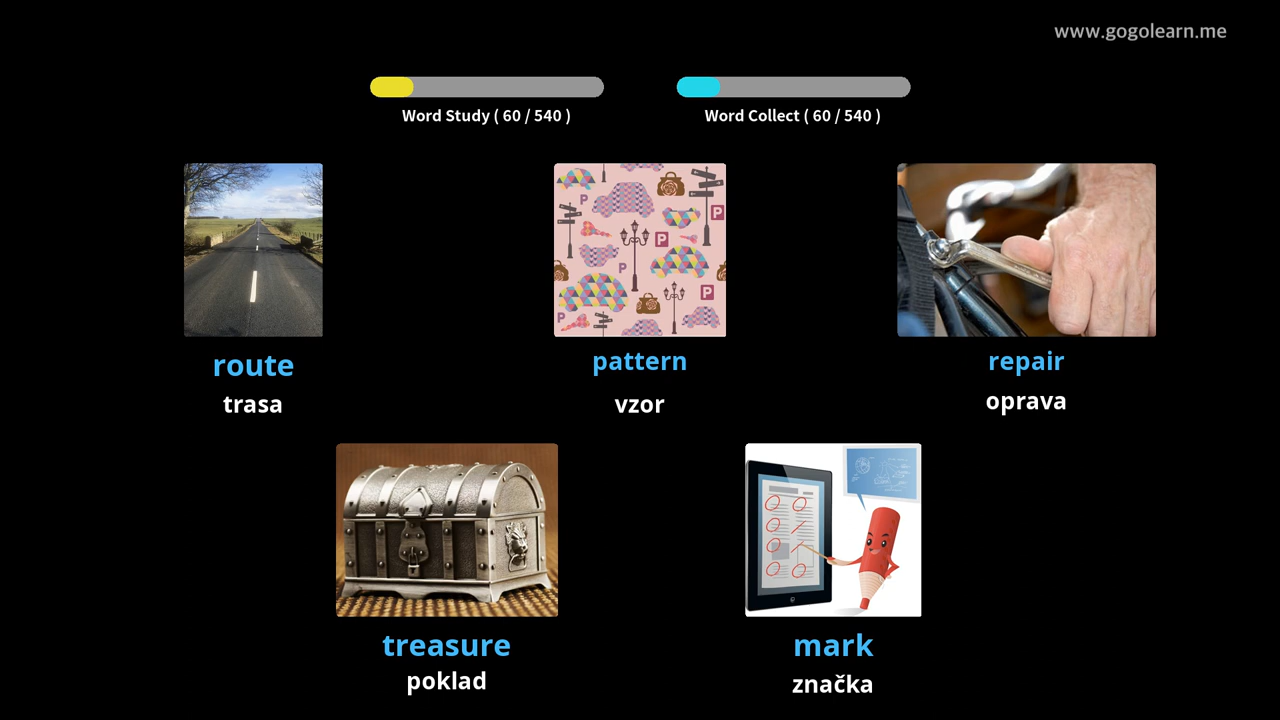 www.gogolearn.me
Word Study ( 60 / 540 )
Word Collect ( 60 / 540 )
route
trasa
pattern
vzor
repair
oprava
treasure
poklad
mark
značka